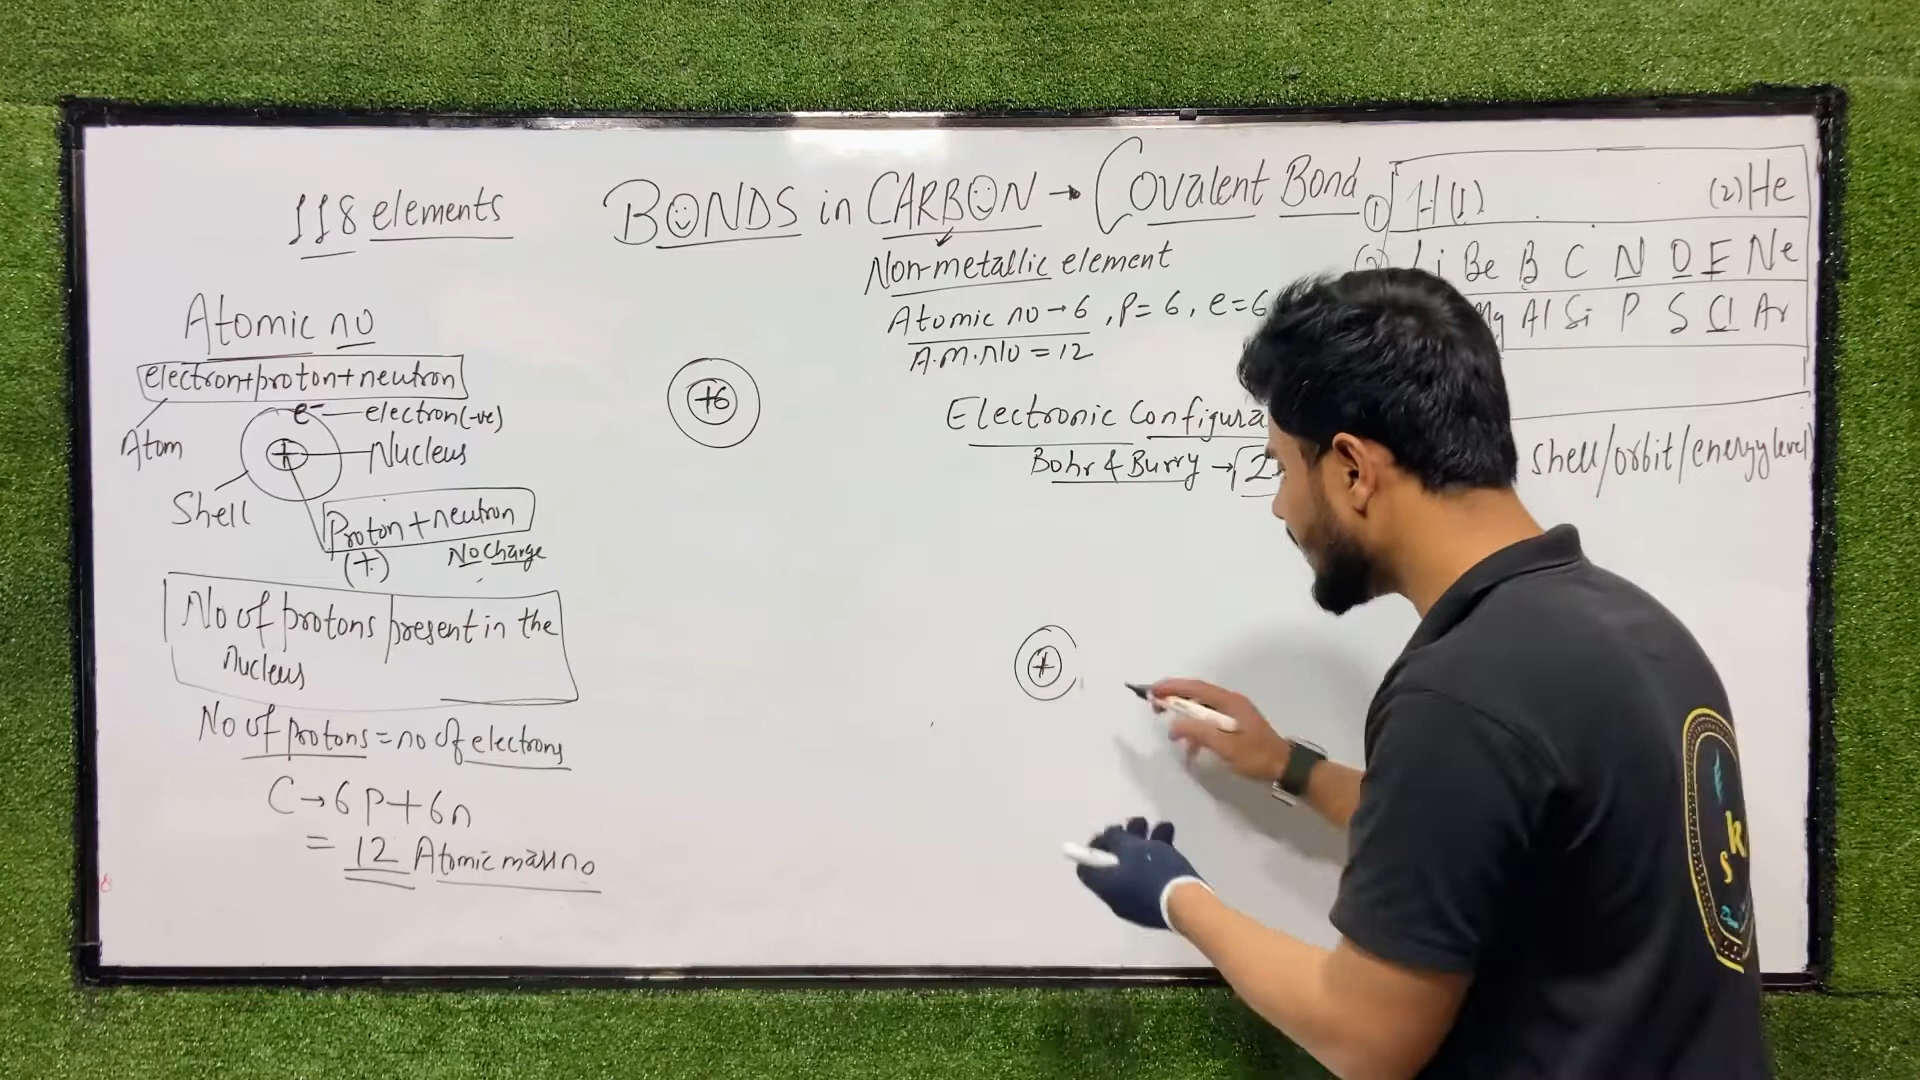 118 elements
BONDS in CARBON → Covalent Bond
Non-metallic element
Atomic no → 6, P = 6, e = 6
A.M.No = 12
Electronic Configura
Bohr & Burry → 2
shell/orbit/energy level
① H(1) (2)He
Be B C N O F Ne
Mg Al Si P S Cl Ar
Atomic no
electron+proton+neutron
Atom
e⁻
electron(-ve)
Nucleus
+
Shell
Proton + neutron
(+) No charge
No of protons present in the
nucleus
No of protons = no of electrons
C → 6P + 6n
= 12 Atomic mass no
+6
+
K
S